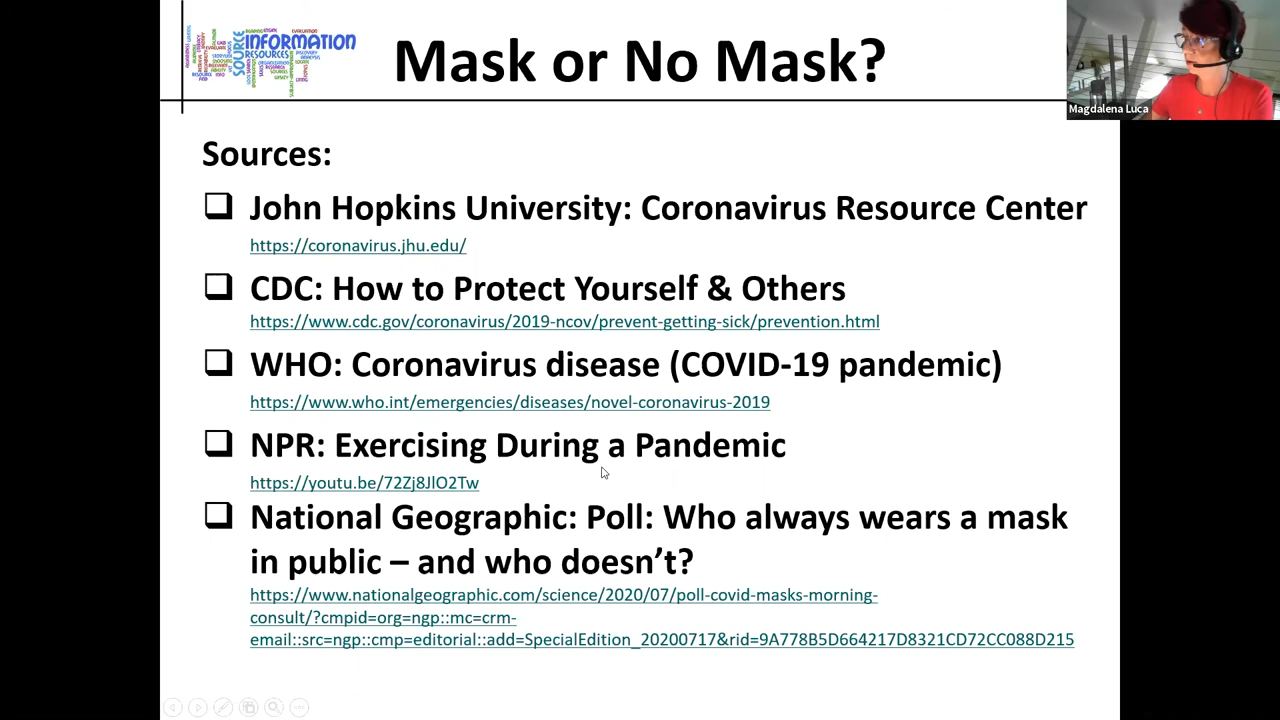 INFORMATION
SOURCE
RESOURCES
Mask or No Mask?
Magdalena Luca
Sources:
John Hopkins University: Coronavirus Resource Center
https://coronavirus.jhu.edu/
CDC: How to Protect Yourself & Others
https://www.cdc.gov/coronavirus/2019-ncov/prevent-getting-sick/prevention.html
WHO: Coronavirus disease (COVID-19 pandemic)
https://www.who.int/emergencies/diseases/novel-coronavirus-2019
NPR: Exercising During a Pandemic
https://youtu.be/72Zj8JlO2Tw
National Geographic: Poll: Who always wears a mask
in public – and who doesn’t?
https://www.nationalgeographic.com/science/2020/07/poll-covid-masks-morning-
consult/?cmpid=org=ngp::mc=crm-
email::src=ngp::cmp=editorial::add=SpecialEdition_20200717&rid=9A778B5D664217D8321CD72CC088D215